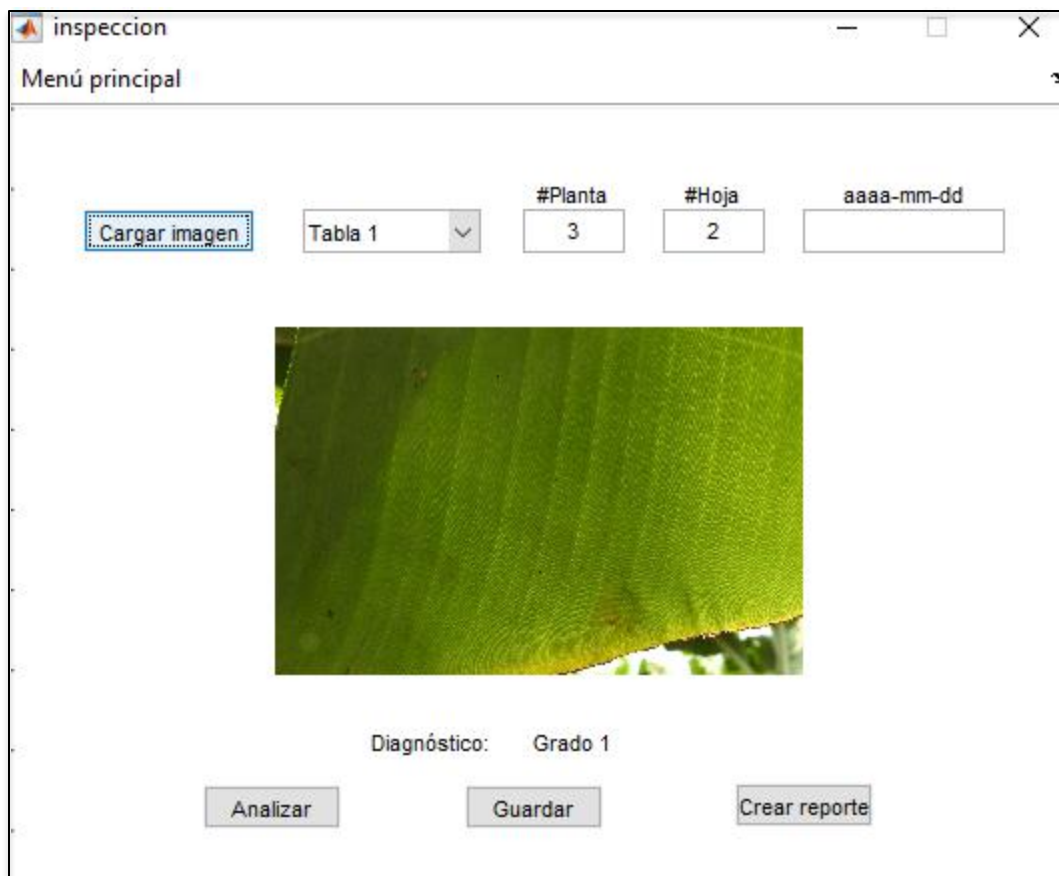 inspeccion
Menú principal
#Planta #Hoja aaaa-mm-dd
Cargar imagen Tabla 1 3 2
Diagnóstico: Grado 1
Analizar Guardar Crear reporte